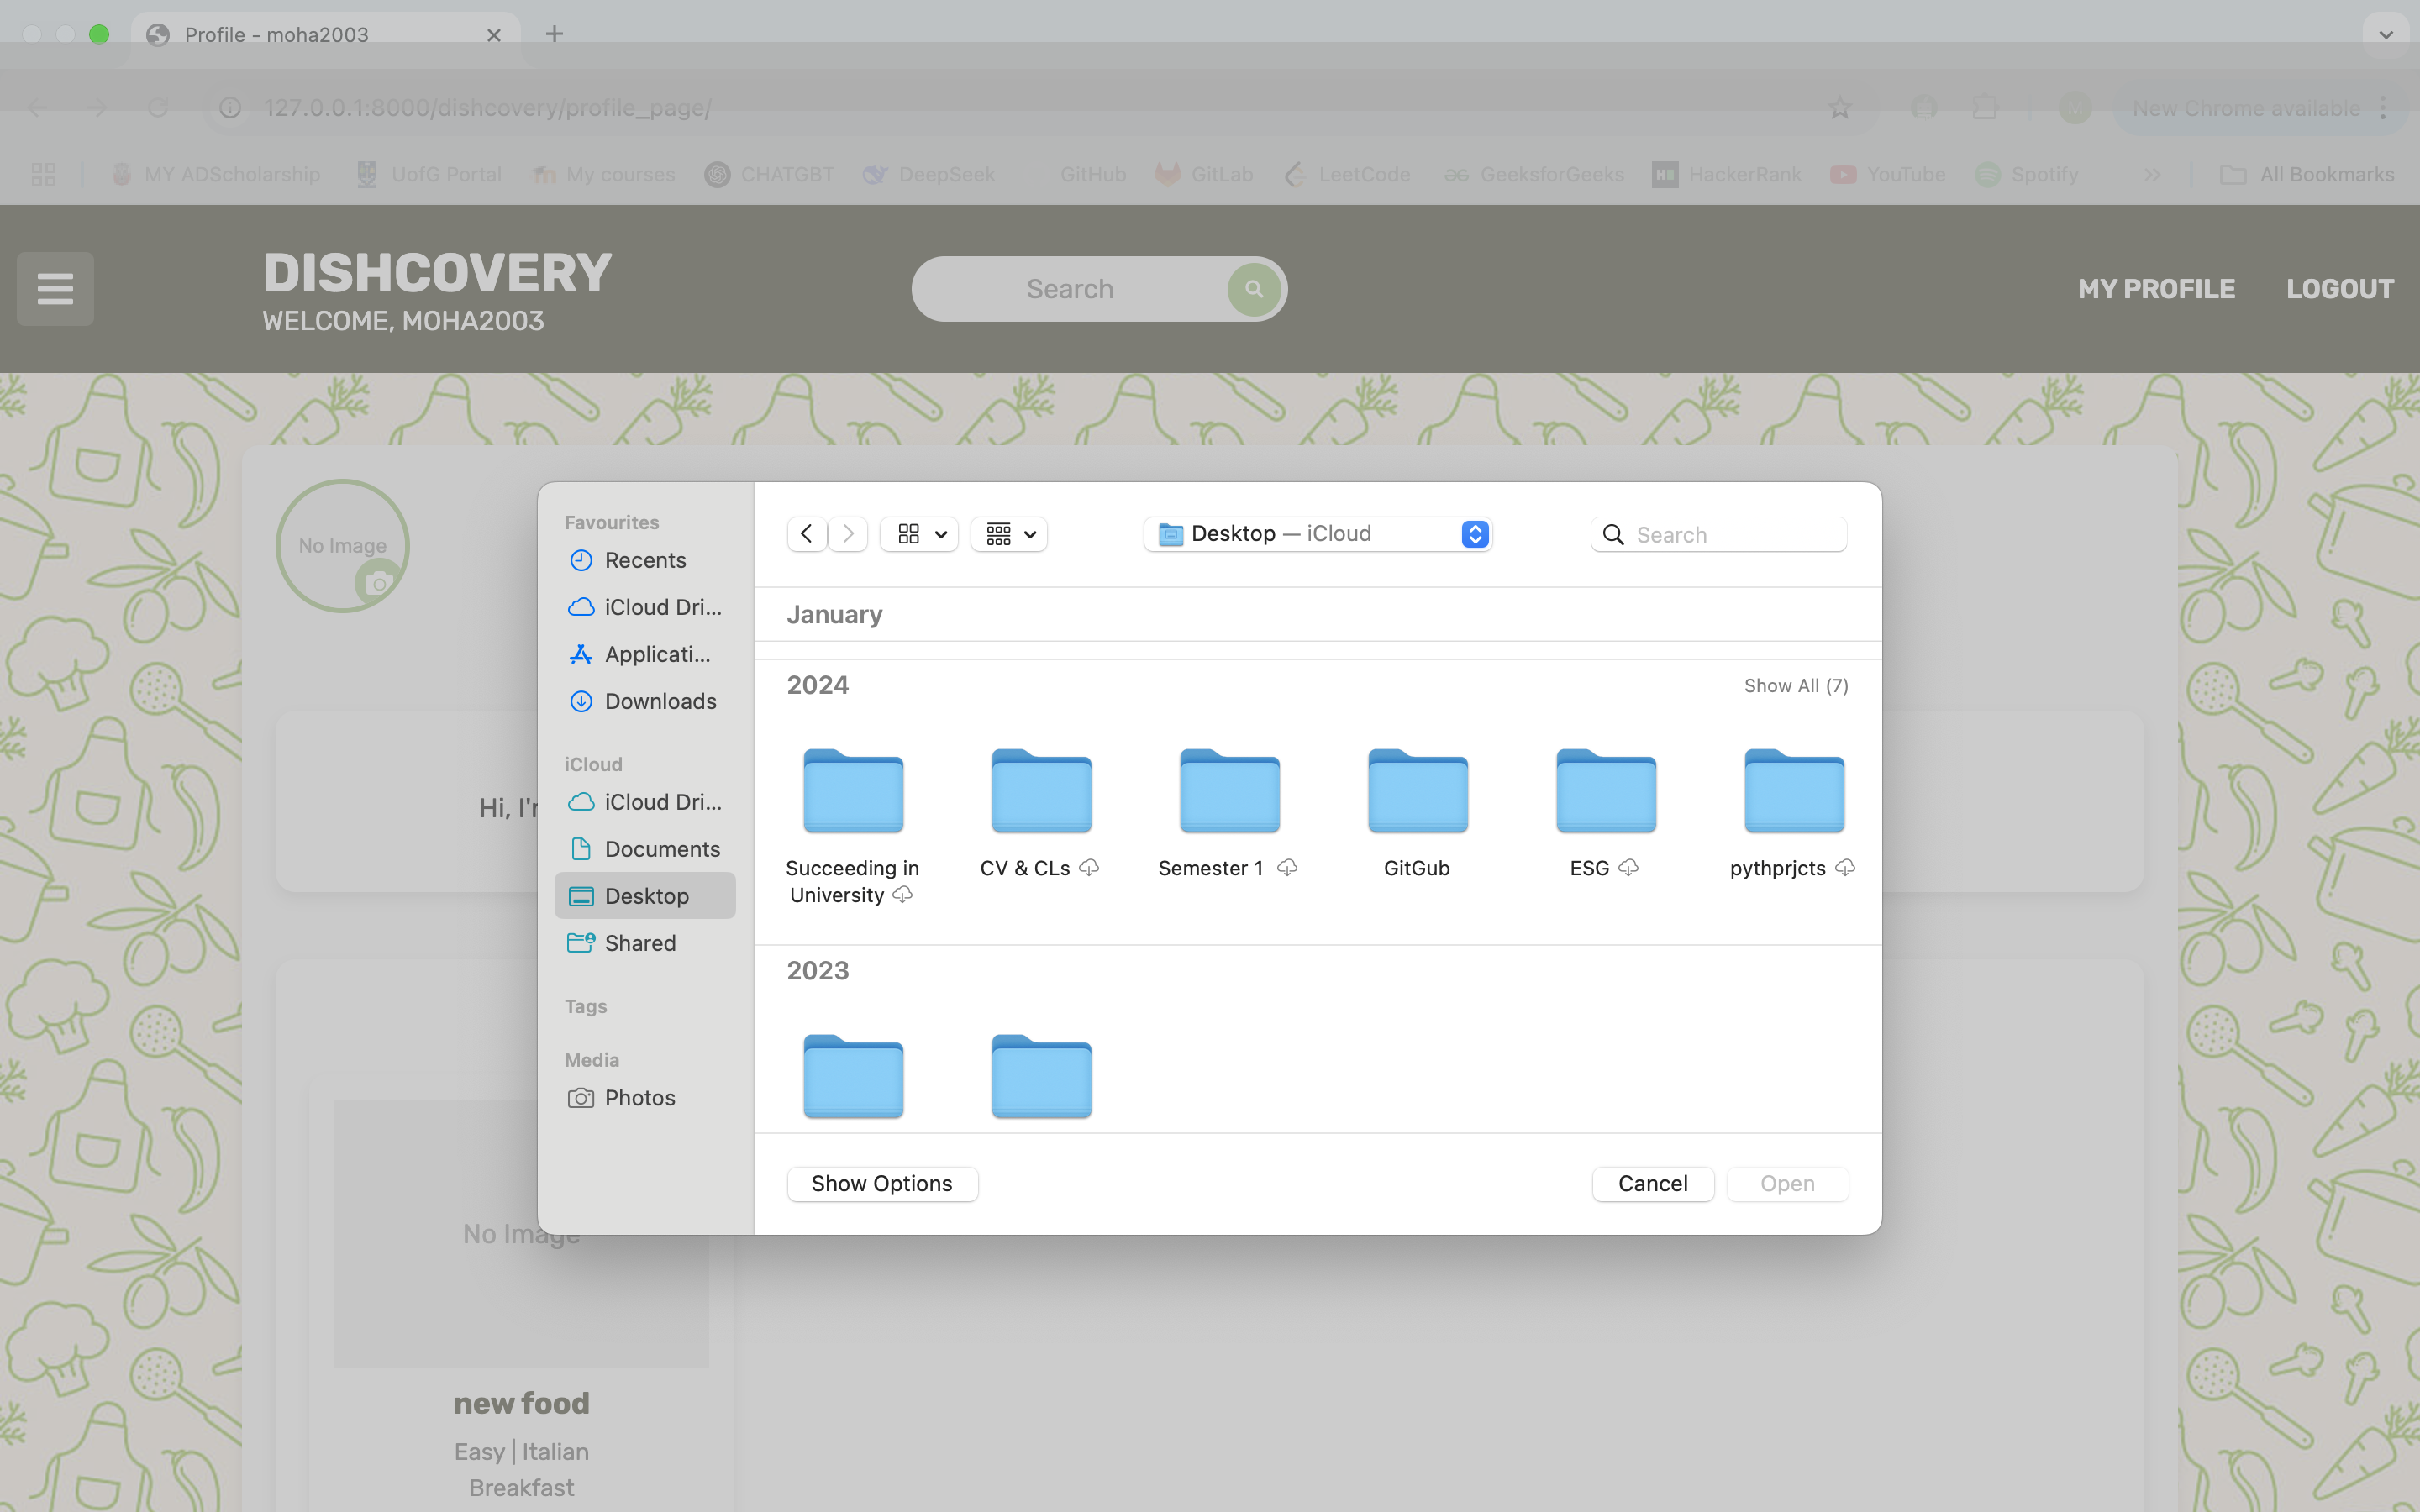 Profile - moha2003
127.0.0.1:8000/dishcovery/profile_page/
New Chrome available
MY ADScholarship
UofG Portal
My courses
CHATGBT
DeepSeek
GitHub
GitLab
LeetCode
GeeksforGeeks
HackerRank
YouTube
Spotify
All Bookmarks
DISHCOVERY
WELCOME, MOHA2003
Search
MY PROFILE
LOGOUT
No Image
Hi, I'm
No Image
new food
Easy | Italian
Breakfast
Favourites
Recents
iCloud Dri...
Applicati...
Downloads
iCloud
iCloud Dri...
Documents
Desktop
Shared
Tags
Media
Photos
Desktop — iCloud
Search
January
2024
Show All (7)
Succeeding in
University
CV & CLs
Semester 1
GitGub
ESG
pythprjcts
2023
Show Options
Cancel
Open